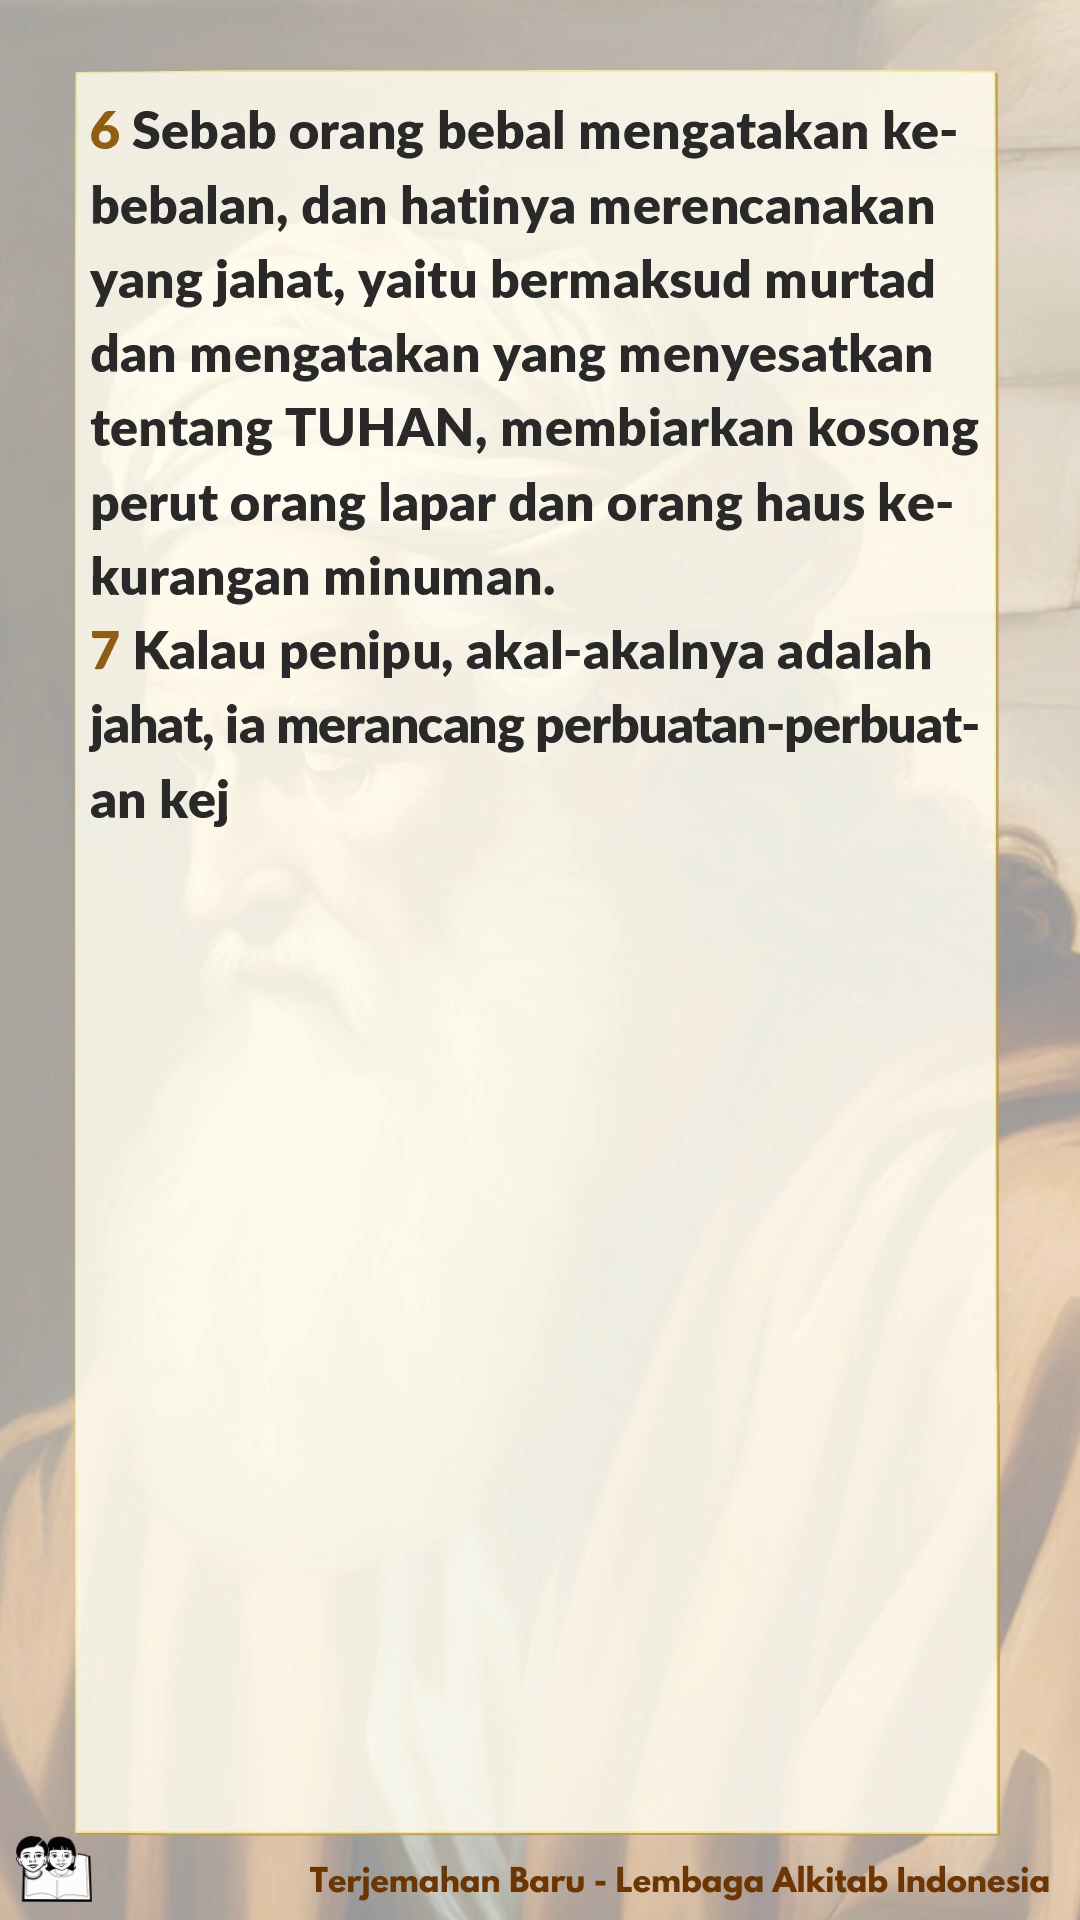 6 Sebab orang bebal mengatakan ke-
bebalan, dan hatinya merencanakan
yang jahat, yaitu bermaksud murtad
dan mengatakan yang menyesatkan
tentang TUHAN, membiarkan kosong
perut orang lapar dan orang haus ke-
kurangan minuman.
7 Kalau penipu, akal-akalnya adalah
jahat, ia merancang perbuatan-perbuat-
an kej
Terjemahan Baru - Lembaga Alkitab Indonesia